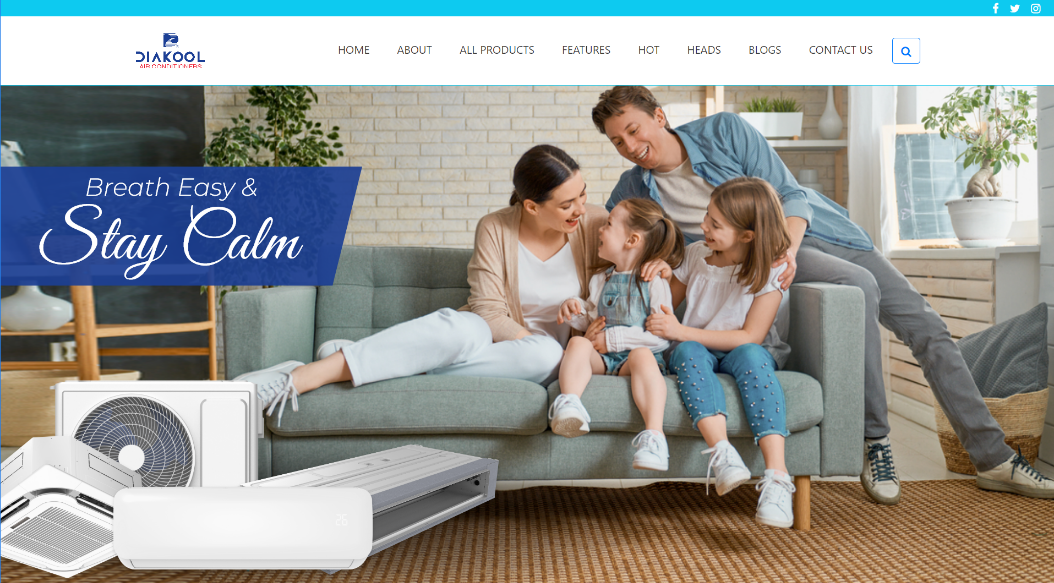 DIAKOOL
AIR CONDITIONERS
HOME ABOUT ALL PRODUCTS FEATURES HOT HEADS BLOGS CONTACT US
Breath Easy &
Stay Calm